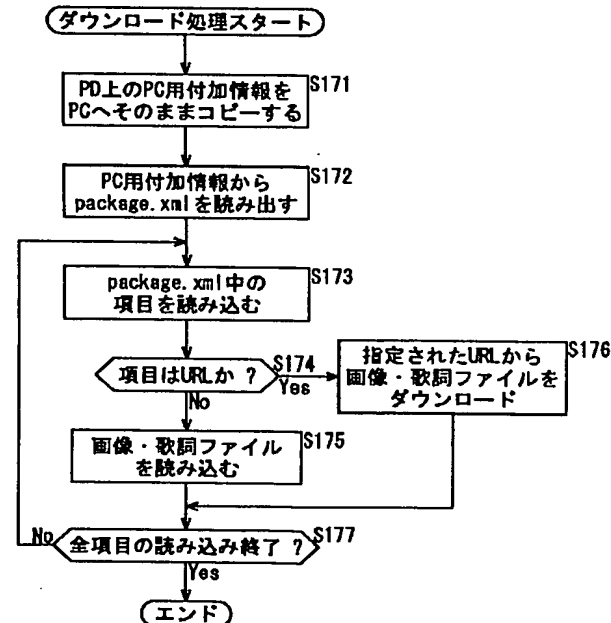 ダウンロード処理スタート
PD上のPC用付加情報を
PCへそのままコピーする
S171
PC用付加情報から
package.xmlを読み出す
S172
package.xml中の
項目を読み込む
S173
項目はURLか ?
S174
Yes
No
指定されたURLから
画像・歌詞ファイルを
ダウンロード
S176
画像・歌詞ファイル
を読み込む
S175
No
全項目の読み込み終了 ?
S177
Yes
エンド